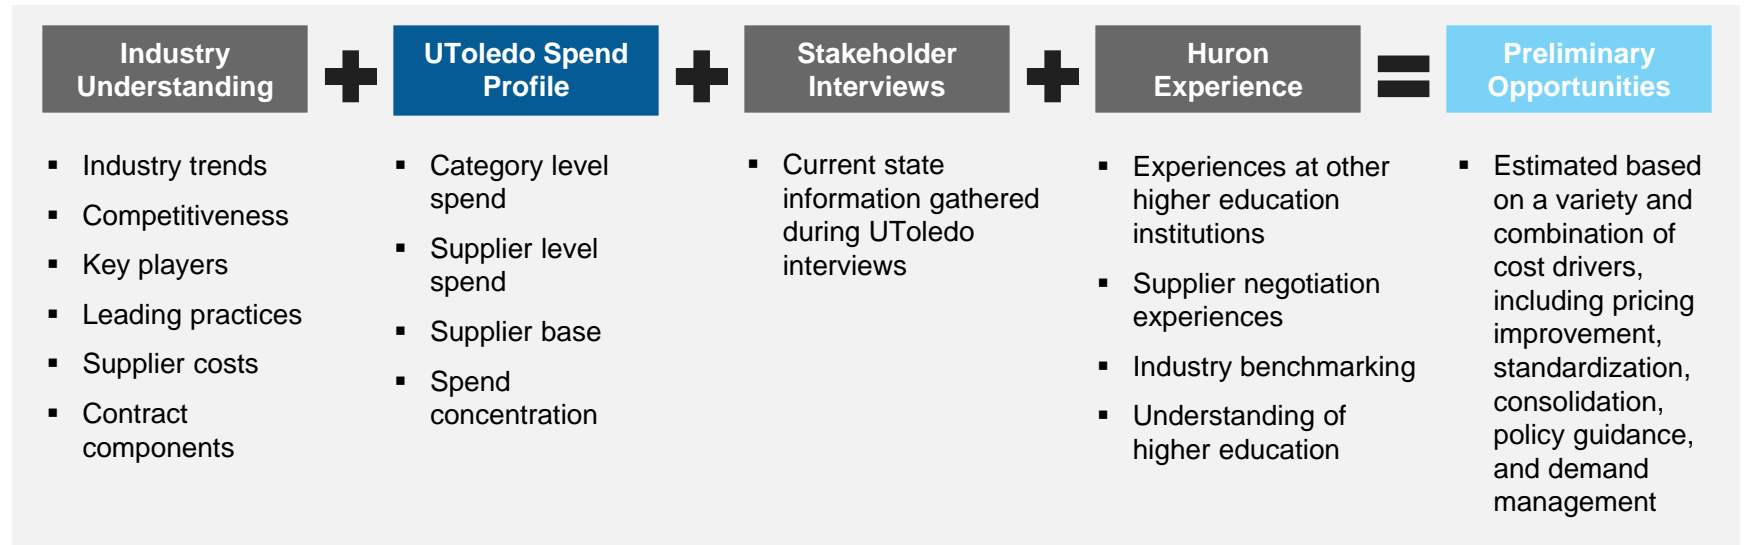 Industry
Understanding
UToledo Spend
Profile
Stakeholder
Interviews
Huron
Experience
Preliminary
Opportunities
▪ Industry trends
▪ Competitiveness
▪ Key players
▪ Leading practices
▪ Supplier costs
▪ Contract
components
▪ Category level
spend
▪ Supplier level
spend
▪ Supplier base
▪ Spend
concentration
▪ Current state
information gathered
during UToledo
interviews
▪ Experiences at other
higher education
institutions
▪ Supplier negotiation
experiences
▪ Industry benchmarking
▪ Understanding of
higher education
▪ Estimated based
on a variety and
combination of
cost drivers,
including pricing
improvement,
standardization,
consolidation,
policy guidance,
and demand
management